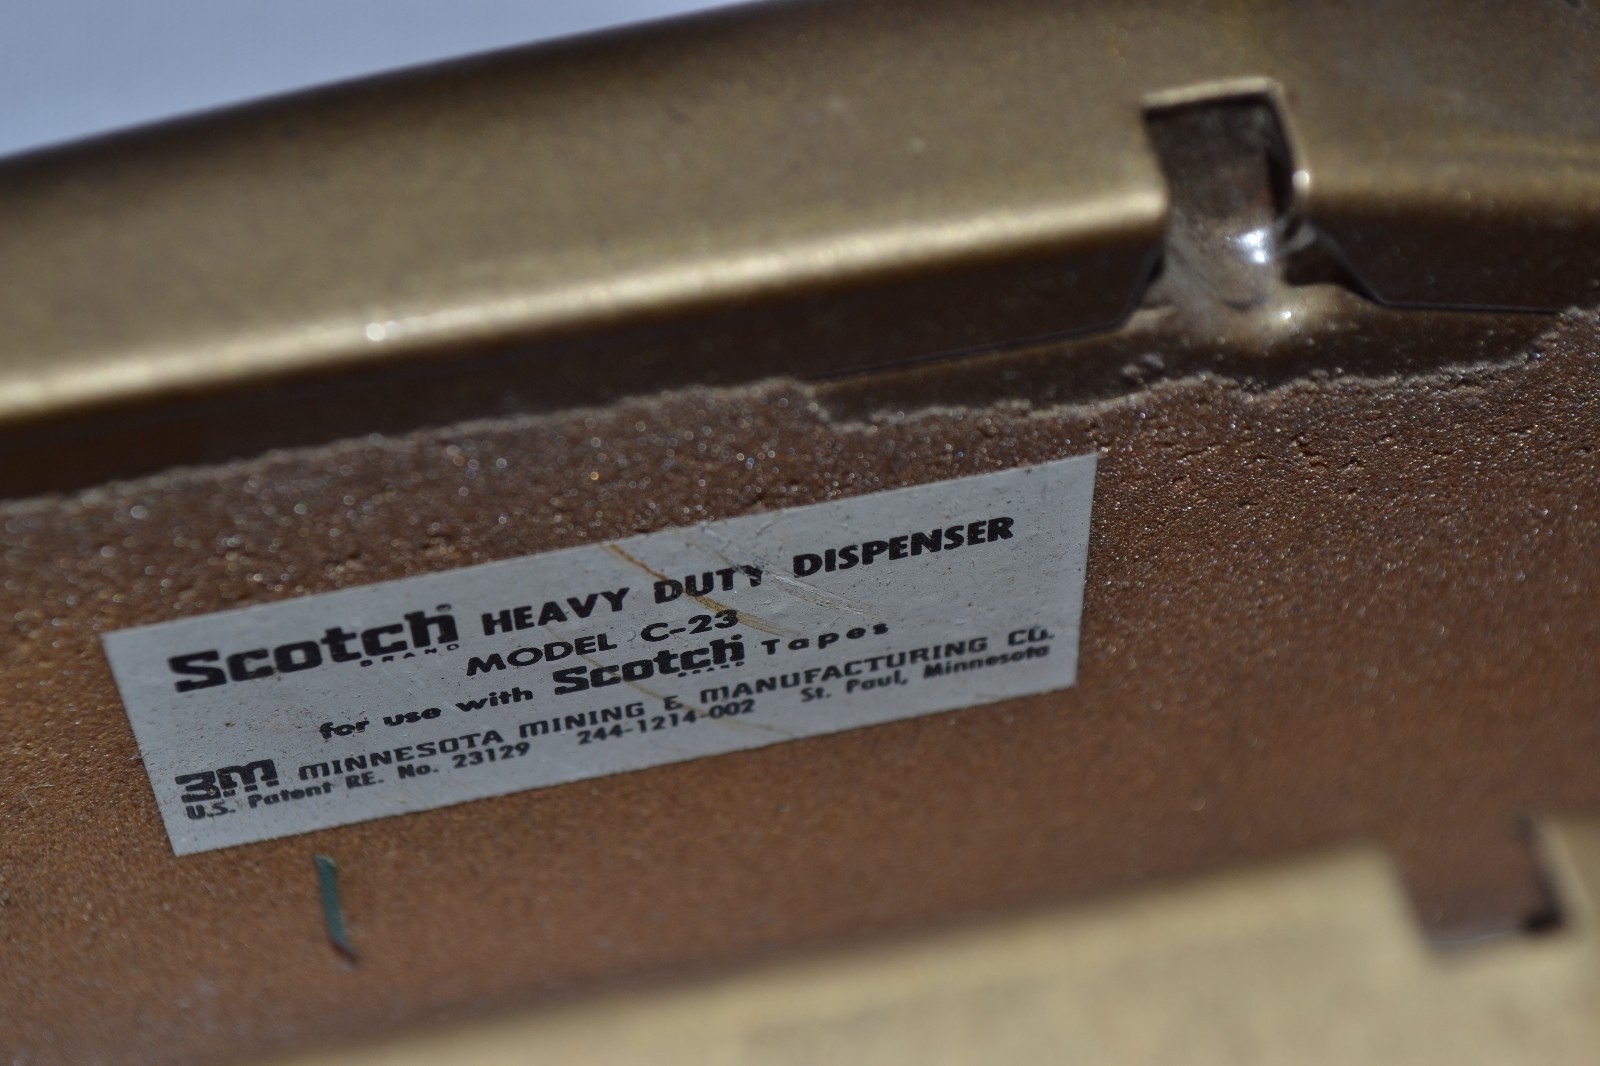 Scotch BRAND HEAVY DUTY DISPENSER
MODEL C-23
for use with Scotch BRAND Tapes
3M MINNESOTA MINING & MANUFACTURING CO.
U.S. Patent RE. No. 23129 244-1214-002 St. Paul, Minnesota